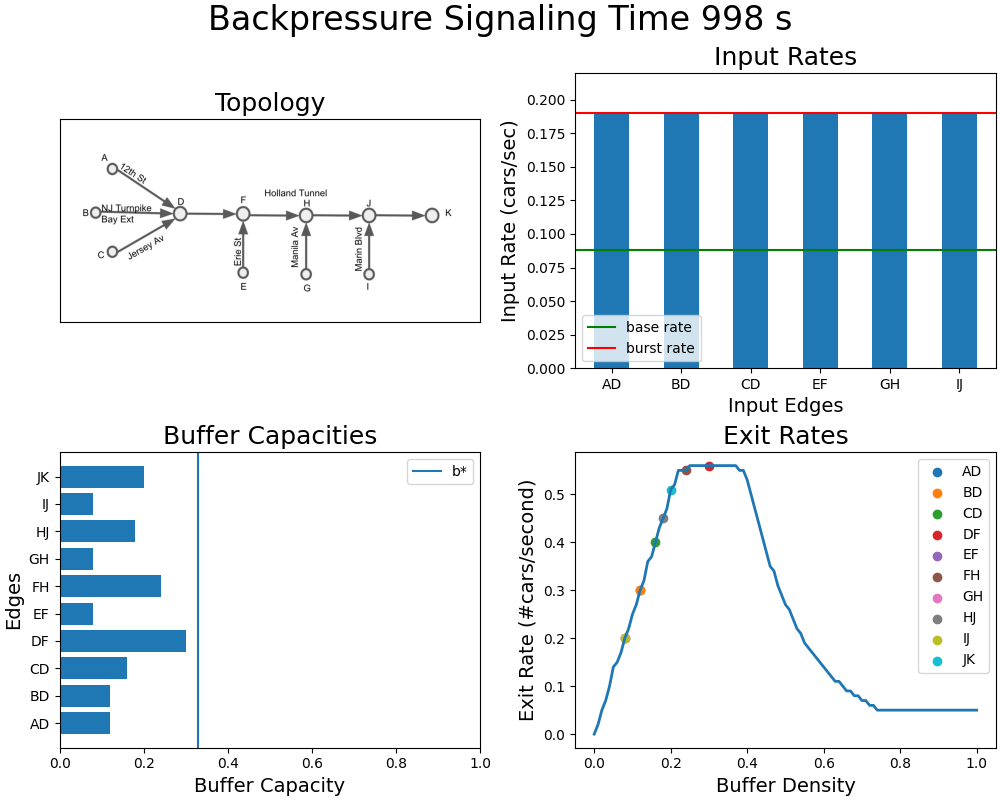 Backpressure Signaling Time 998 s
Topology
A
12th St
B
NJ Turnpike
Bay Ext
C
Jersey Av
D
F
Holland Tunnel
H
J
K
Erie St
Manila Av
Marin Blvd
E
G
I
Input Rates
Input Rate (cars/sec)
0.200
0.175
0.150
0.125
0.100
0.075
0.050
0.025
0.000
base rate
burst rate
AD BD CD EF GH IJ
Input Edges
Buffer Capacities
Edges
JK
IJ
HJ
GH
FH
EF
DF
CD
BD
AD
b*
0.0 0.2 0.4 0.6 0.8 1.0
Buffer Capacity
Exit Rates
Exit Rate (#cars/second)
0.5
0.4
0.3
0.2
0.1
0.0
AD
BD
CD
DF
EF
FH
GH
HJ
IJ
JK
0.0 0.2 0.4 0.6 0.8 1.0
Buffer Density